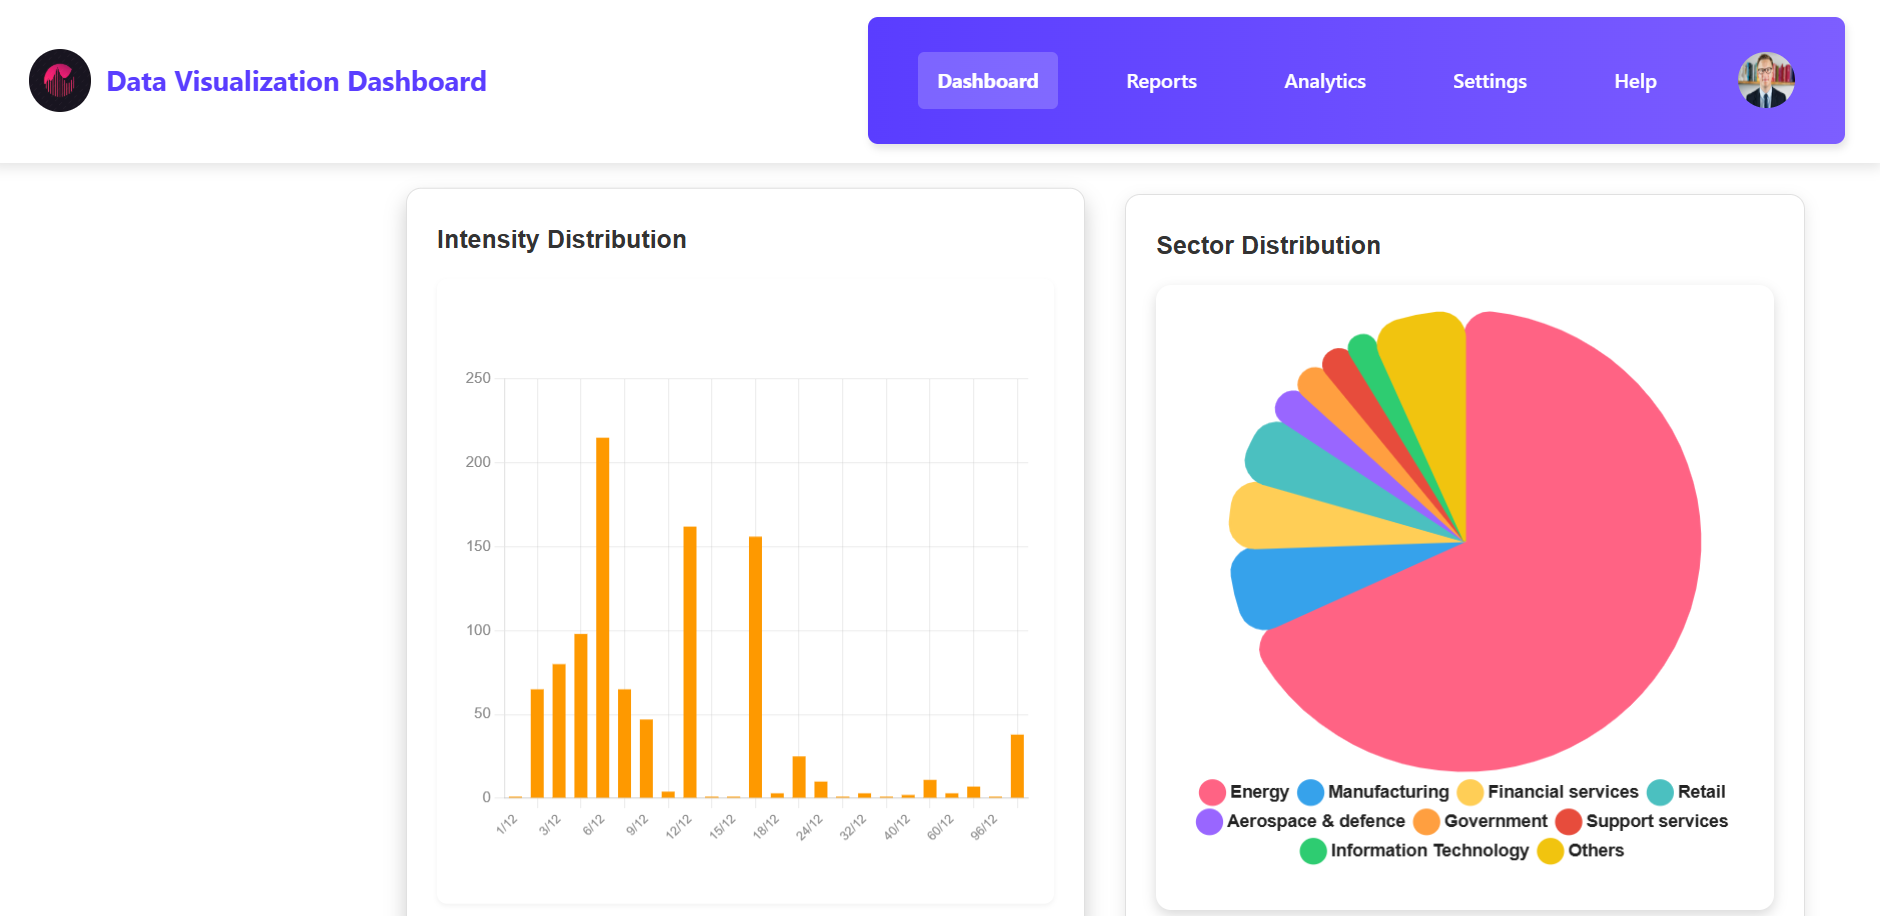 Data Visualization Dashboard
Dashboard Reports Analytics Settings Help
Intensity Distribution
250
200
150
100
50
0
1/12 3/12 6/12 9/12 12/12 15/12 18/12 24/12 32/12 40/12 60/12 96/12
Sector Distribution
Energy Manufacturing Financial services Retail
Aerospace & defence Government Support services
Information Technology Others